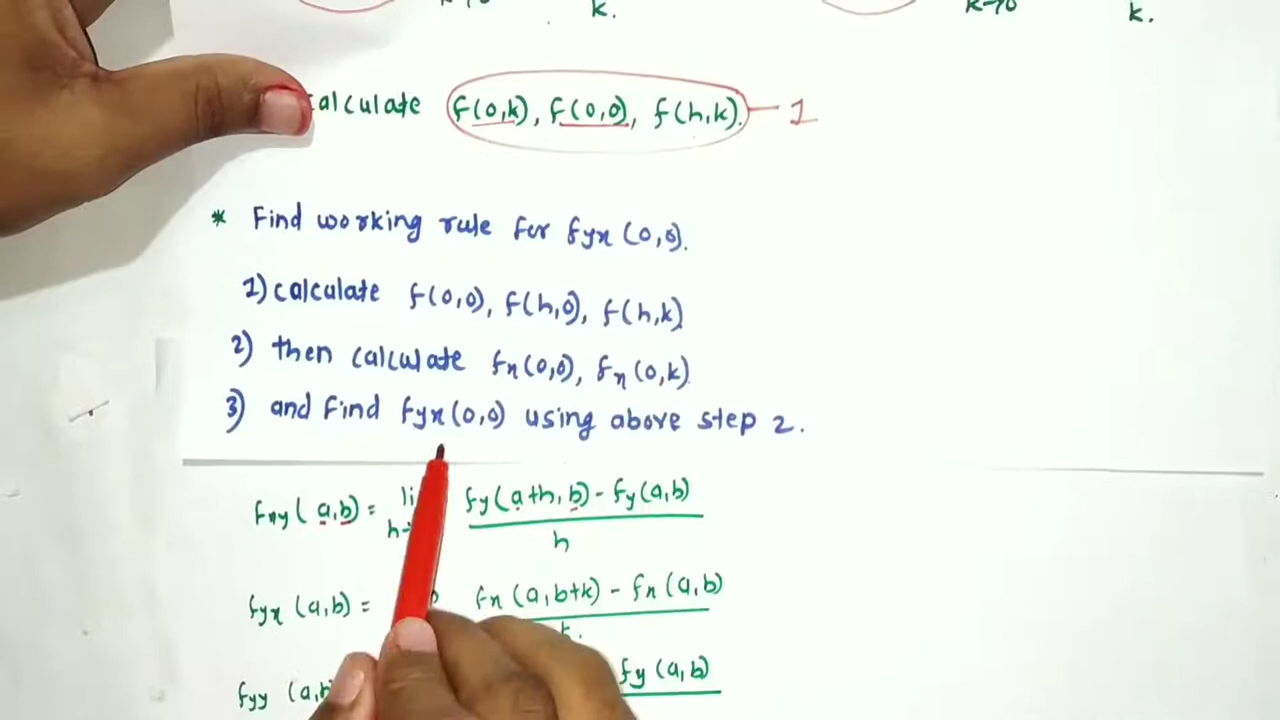 k.
k.
calculate f(0,k), f(0,0), f(h,k). — 1
* Find working rule for fyx (0,0).
1) calculate f(0,0), f(h,0), f(h,k)
2) then calculate fx(0,0), fx(0,k)
3) and find fyx(0,0) using above step 2.
fxy (a,b) = fy(a+h, b) - fy(a,b)
h
fyx (a,b) = fx (a, b+k) - fx (a,b)
fyy (a, fy (a,b)